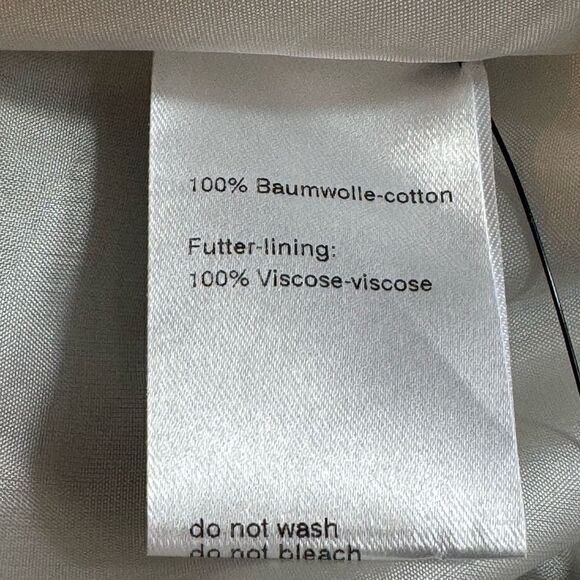 100% Baumwolle-cotton
Futter-lining:
100% Viscose-viscose
do not wash
do not bleach